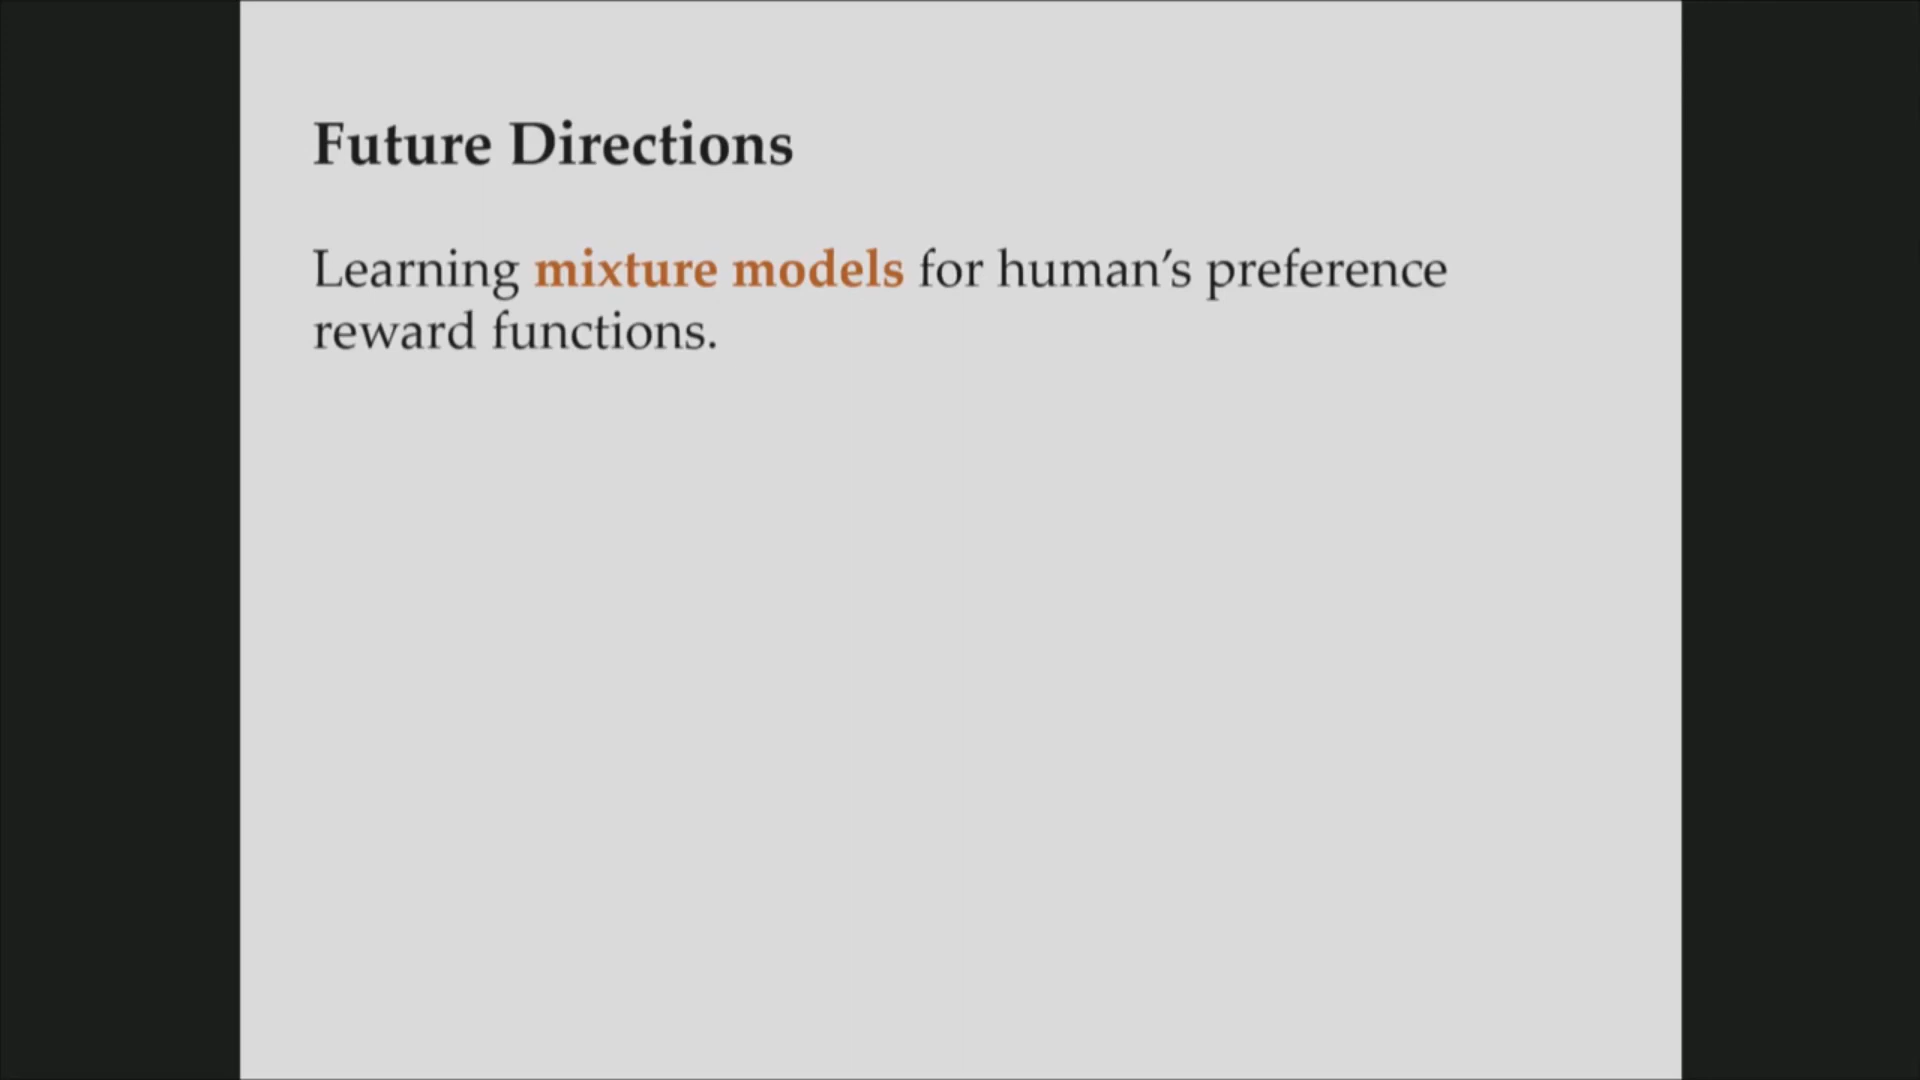 Future Directions
Learning mixture models for human’s preference
reward functions.